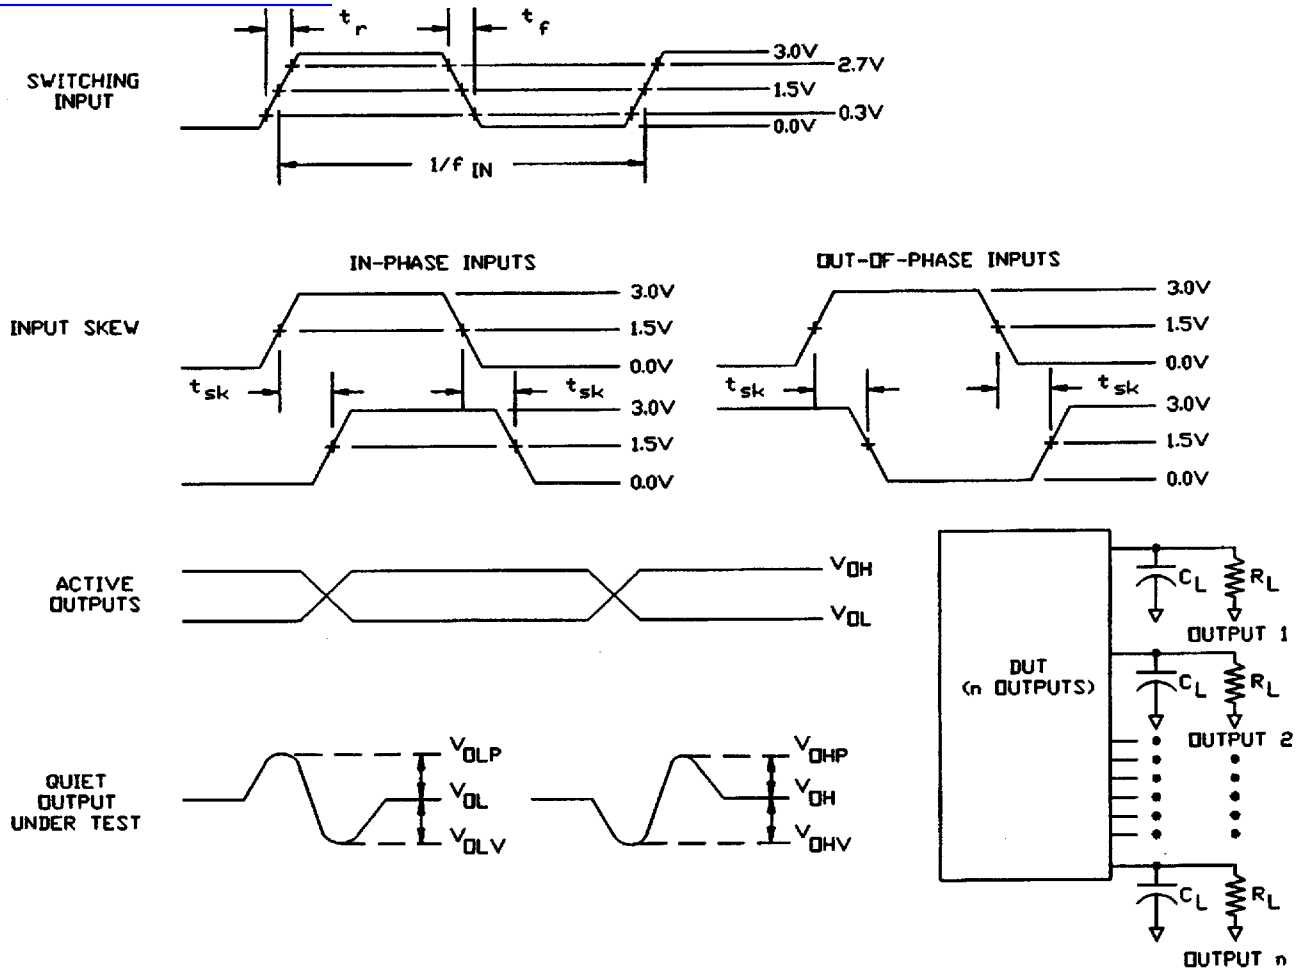 t r
t f
SWITCHING
INPUT
3.0V
2.7V
1.5V
0.3V
0.0V
1/f IN
IN-PHASE INPUTS
OUT-OF-PHASE INPUTS
INPUT SKEW
3.0V
1.5V
0.0V
t sk
t sk
3.0V
1.5V
0.0V
3.0V
1.5V
0.0V
t sk
t sk
3.0V
1.5V
0.0V
ACTIVE
OUTPUTS
V OH
V OL
DUT
(n OUTPUTS)
C L
R L
OUTPUT 1
C L
R L
OUTPUT 2
C L
R L
OUTPUT n
QUIET
OUTPUT
UNDER TEST
V OLP
V OL
V OLV
V OHP
V OH
V OHV